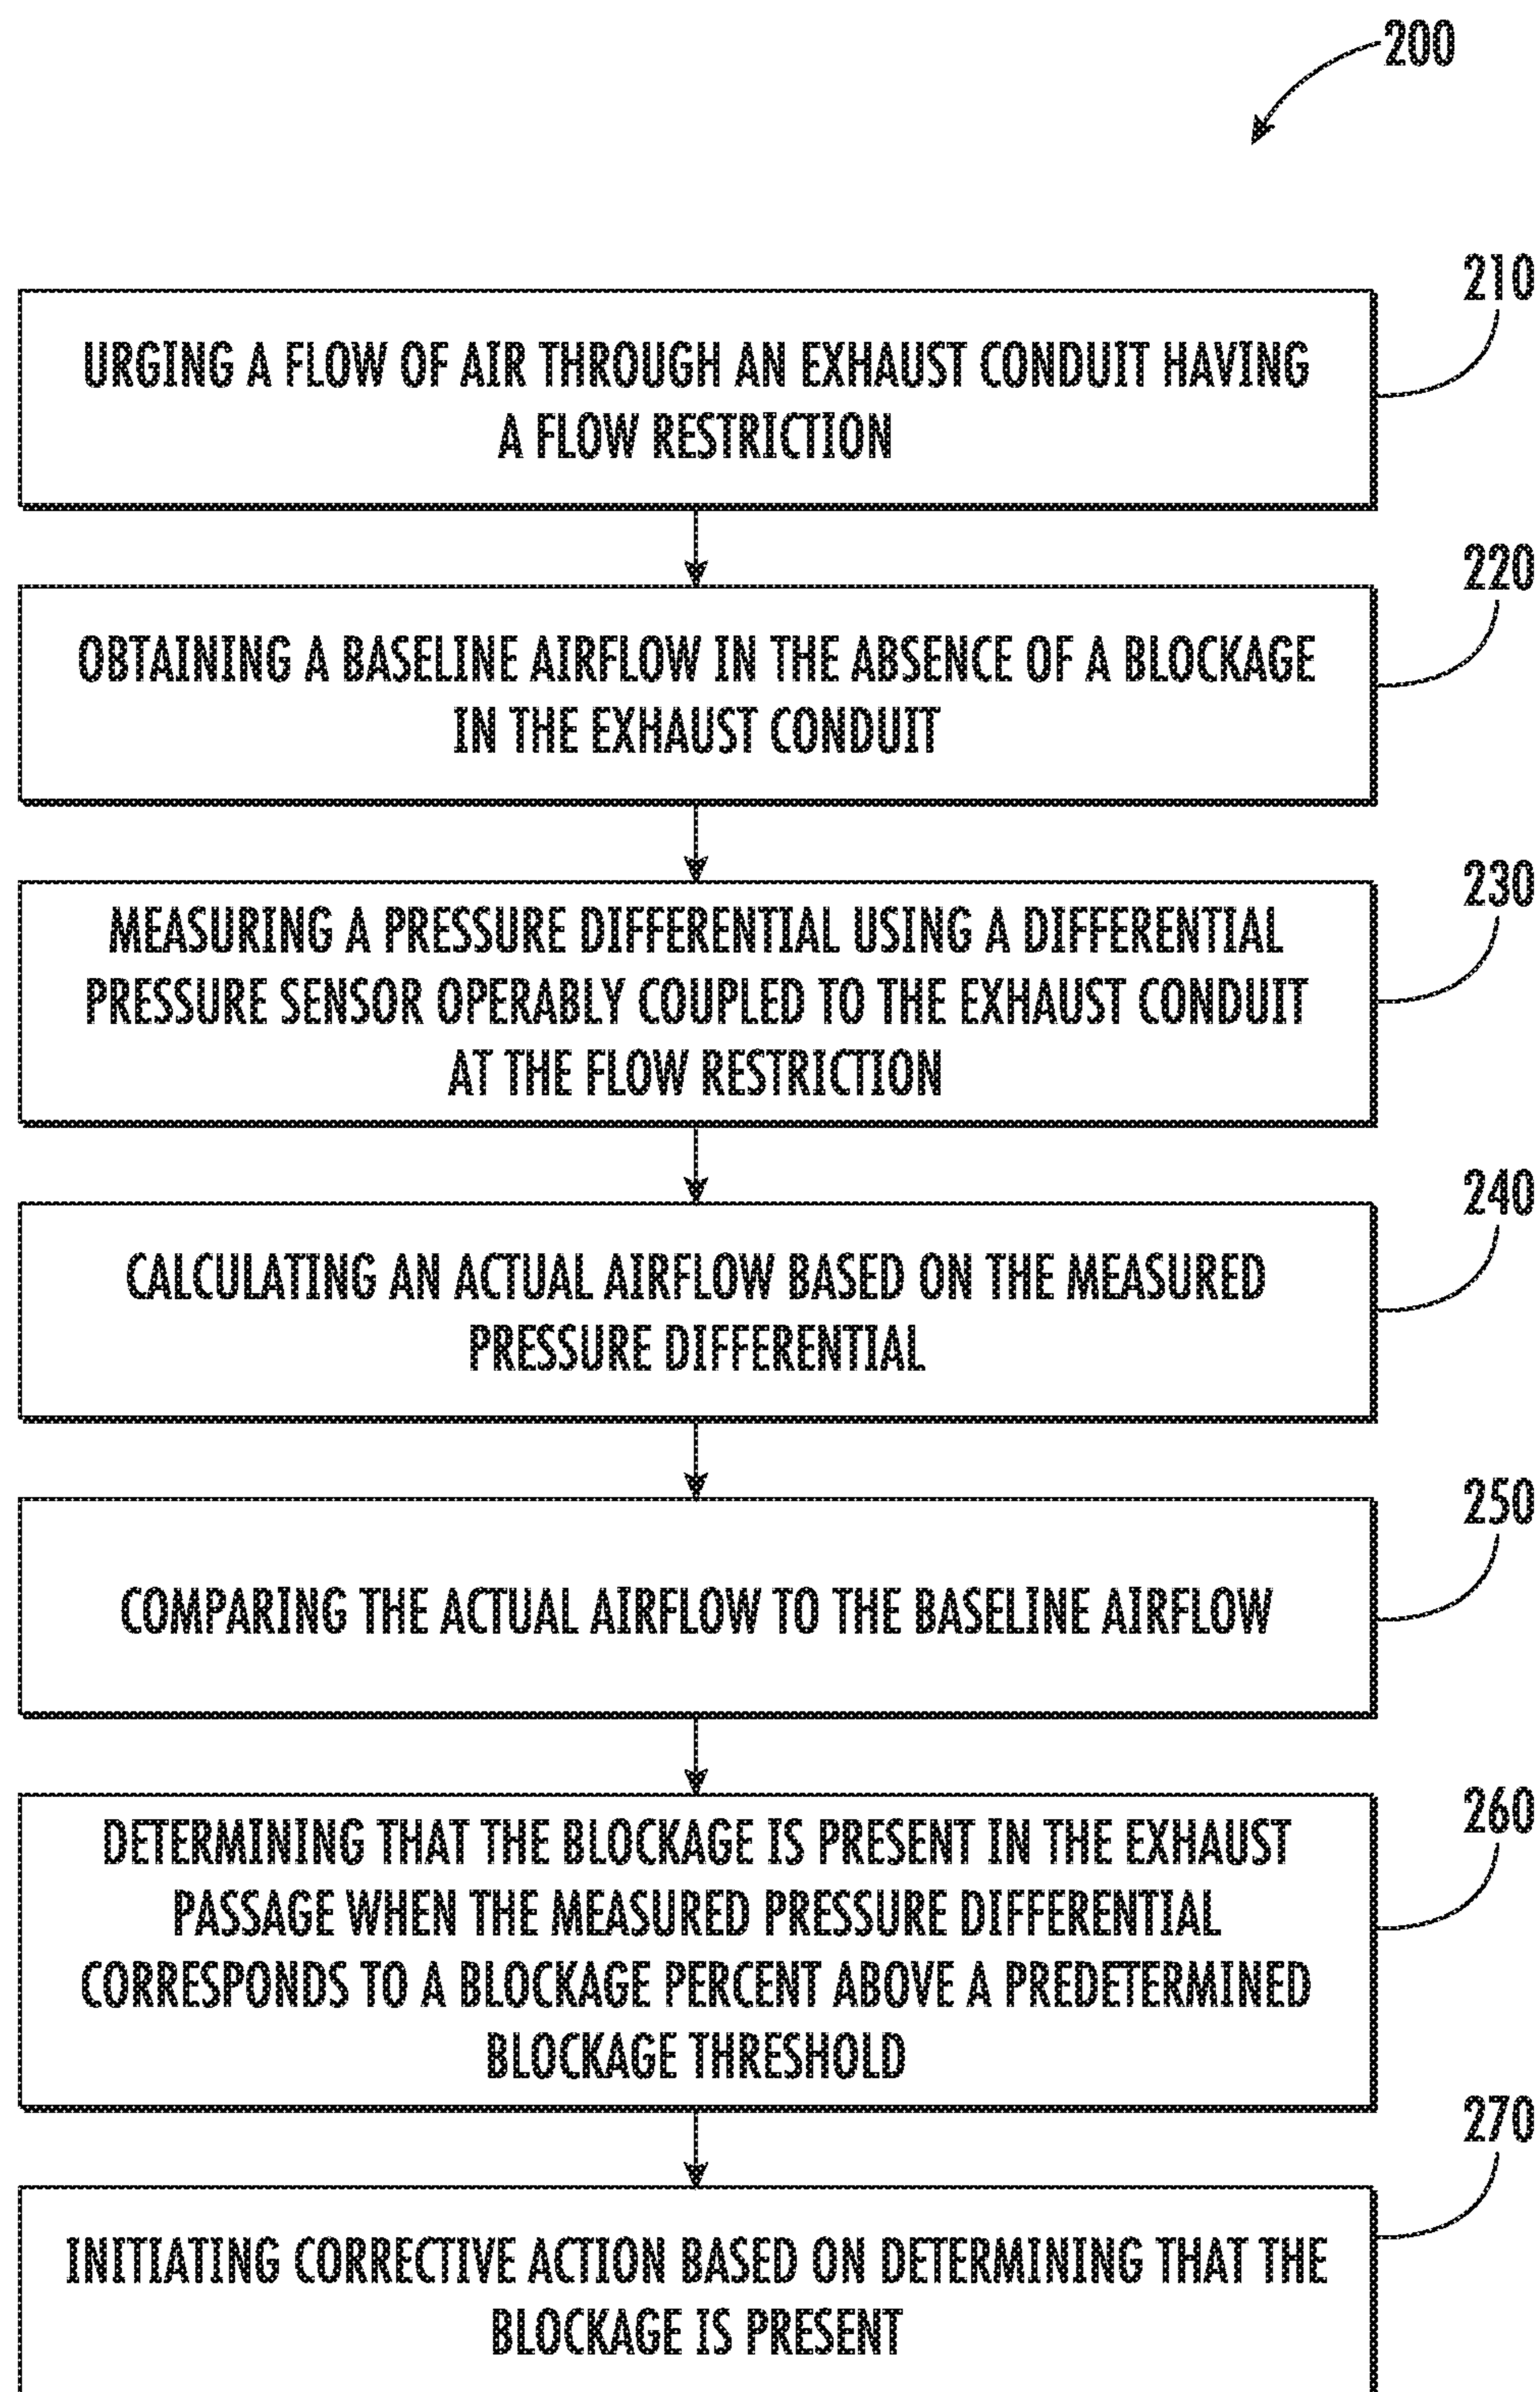 200
210
URGING A FLOW OF AIR THROUGH AN EXHAUST CONDUIT HAVING
A FLOW RESTRICTION
220
OBTAINING A BASELINE AIRFLOW IN THE ABSENCE OF A BLOCKAGE
IN THE EXHAUST CONDUIT
230
MEASURING A PRESSURE DIFFERENTIAL USING A DIFFERENTIAL
PRESSURE SENSOR OPERABLY COUPLED TO THE EXHAUST CONDUIT
AT THE FLOW RESTRICTION
240
CALCULATING AN ACTUAL AIRFLOW BASED ON THE MEASURED
PRESSURE DIFFERENTIAL
250
COMPARING THE ACTUAL AIRFLOW TO THE BASELINE AIRFLOW
260
DETERMINING THAT THE BLOCKAGE IS PRESENT IN THE EXHAUST
PASSAGE WHEN THE MEASURED PRESSURE DIFFERENTIAL
CORRESPONDS TO A BLOCKAGE PERCENT ABOVE A PREDETERMINED
BLOCKAGE THRESHOLD
270
INITIATING CORRECTIVE ACTION BASED ON DETERMINING THAT THE
BLOCKAGE IS PRESENT